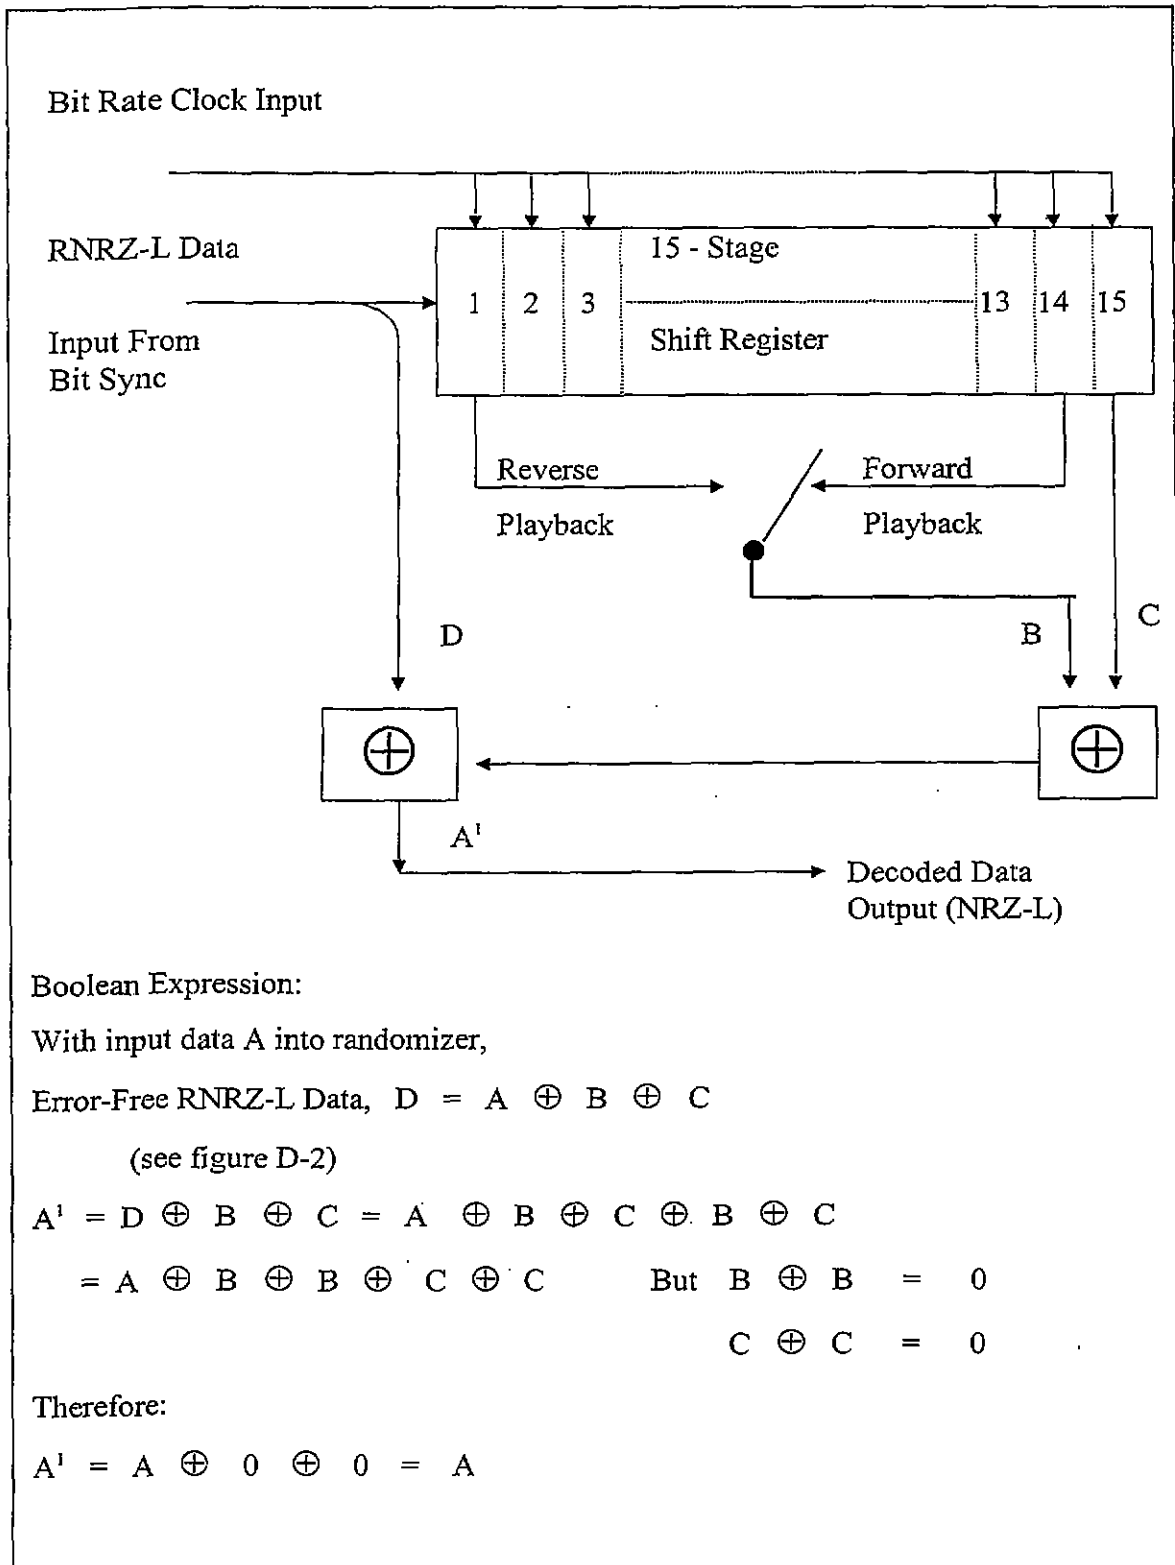 Bit Rate Clock Input
RNRZ-L Data
15 - Stage
1 2 3 13 14 15
Input From
Bit Sync
Shift Register
Reverse
Forward
Playback
Playback
D
B
C
⊕
⊕
A¹
Decoded Data
Output (NRZ-L)
Boolean Expression:
With input data A into randomizer,
Error-Free RNRZ-L Data, D = A ⊕ B ⊕ C
(see figure D-2)
A¹ = D ⊕ B ⊕ C = A ⊕ B ⊕ C ⊕ B ⊕ C
= A ⊕ B ⊕ B ⊕ C ⊕ C But B ⊕ B = 0
C ⊕ C = 0
Therefore:
A¹ = A ⊕ 0 ⊕ 0 = A